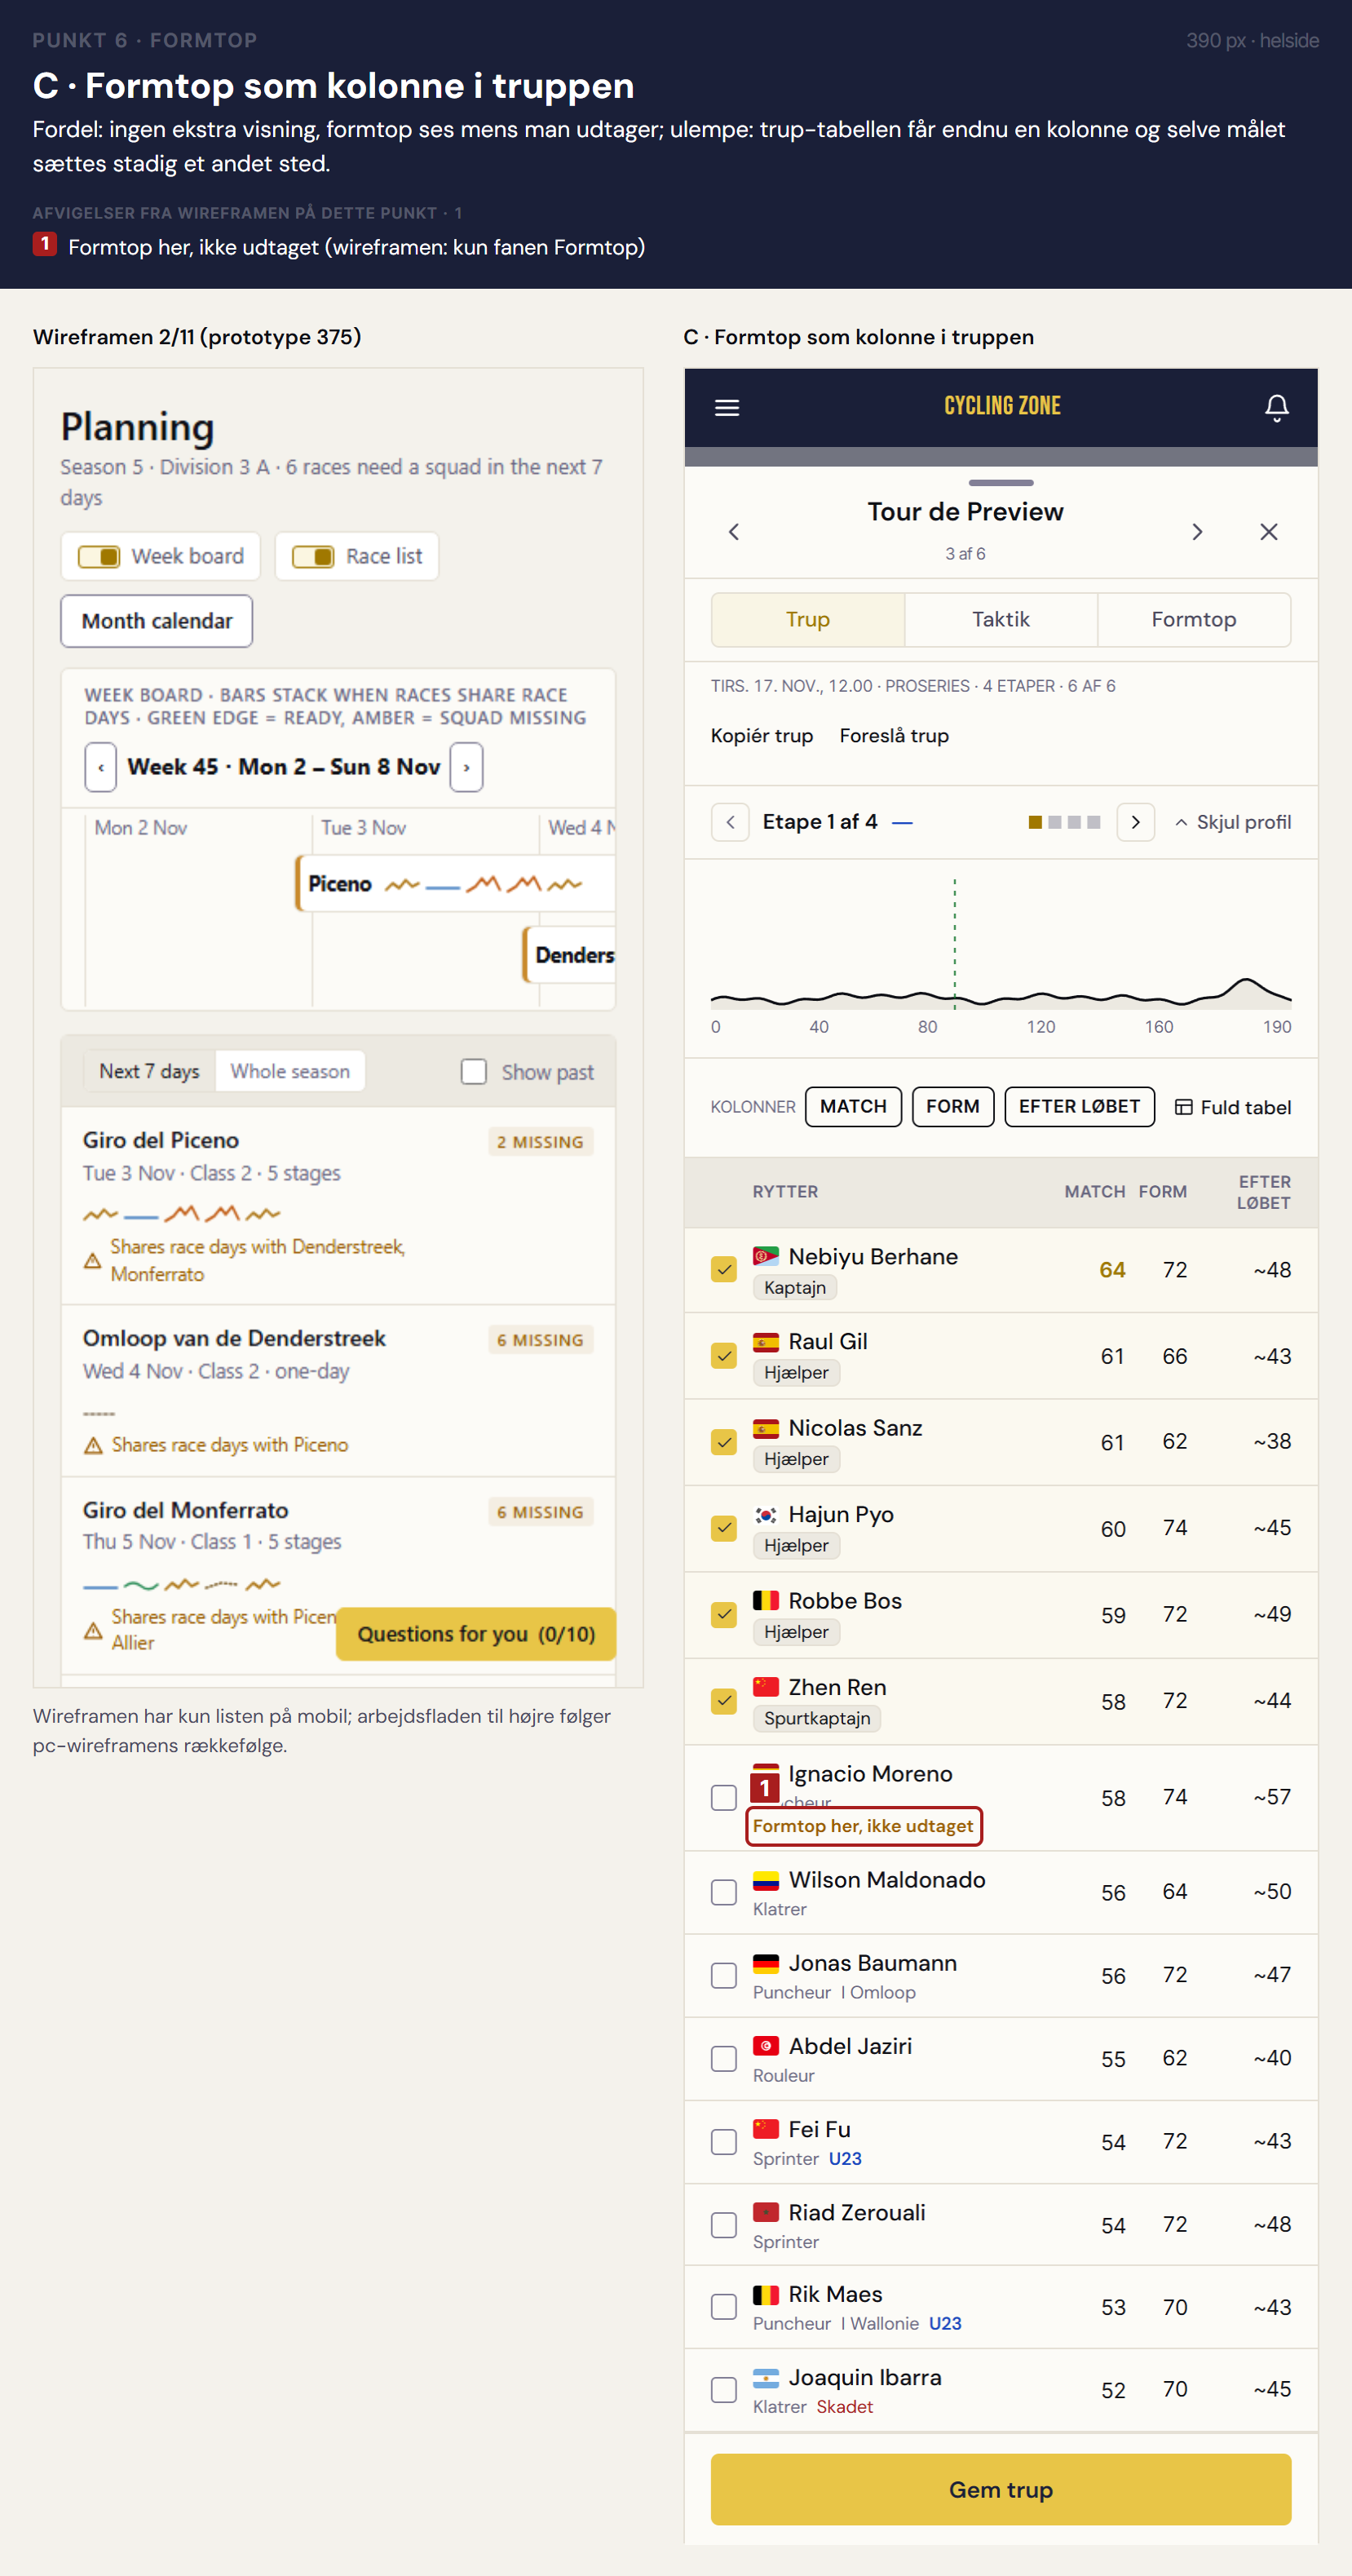 PUNKT 6 · FORMTOP
390 px · helside
C · Formtop som kolonne i truppen
Fordel: ingen ekstra visning, formtop ses mens man udtager; ulempe: trup-tabellen får endnu en kolonne og selve målet
sættes stadig et andet sted.
AFVIGELSER FRA WIREFRAMEN PÅ DETTE PUNKT · 1
1 Formtop her, ikke udtaget (wireframen: kun fanen Formtop)
Wireframen 2/11 (prototype 375)
Planning
Season 5 · Division 3 A · 6 races need a squad in the next 7
days
Week board
Race list
Month calendar
WEEK BOARD · BARS STACK WHEN RACES SHARE RACE
DAYS · GREEN EDGE = READY, AMBER = SQUAD MISSING
‹ Week 45 · Mon 2 – Sun 8 Nov ›
Mon 2 Nov Tue 3 Nov Wed 4 N
Piceno
Denders
Next 7 days Whole season Show past
Giro del Piceno 2 MISSING
Tue 3 Nov · Class 2 · 5 stages
Shares race days with Denderstreek,
Monferrato
Omloop van de Denderstreek 6 MISSING
Wed 4 Nov · Class 2 · one-day
Shares race days with Piceno
Giro del Monferrato 6 MISSING
Thu 5 Nov · Class 1 · 5 stages
Shares race days with Picen
Allier
Questions for you (0/10)
Wireframen har kun listen på mobil; arbejdsfladen til højre følger
pc-wireframens rækkefølge.
C · Formtop som kolonne i truppen
CYCLING ZONE
Tour de Preview
3 af 6
Trup Taktik Formtop
TIRS. 17. NOV., 12.00 · PROSERIES · 4 ETAPER · 6 AF 6
Kopiér trup Foreslå trup
Etape 1 af 4 Skjul profil
0 40 80 120 160 190
KOLONNER MATCH FORM EFTER LØBET Fuld tabel
RYTTER MATCH FORM EFTER
LØBET
Nebiyu Berhane 64 72 ~48
Kaptajn
Raul Gil 61 66 ~43
Hjælper
Nicolas Sanz 61 62 ~38
Hjælper
Hajun Pyo 60 74 ~45
Hjælper
Robbe Bos 59 72 ~49
Hjælper
Zhen Ren 58 72 ~44
Spurtkaptajn
Ignacio Moreno 58 74 ~57
1 cheur
Formtop her, ikke udtaget
Wilson Maldonado 56 64 ~50
Klatrer
Jonas Baumann 56 72 ~47
Puncheur I Omloop
Abdel Jaziri 55 62 ~40
Rouleur
Fei Fu 54 72 ~43
Sprinter U23
Riad Zerouali 54 72 ~48
Sprinter
Rik Maes 53 70 ~43
Puncheur I Wallonie U23
Joaquin Ibarra 52 70 ~45
Klatrer Skadet
Gem trup